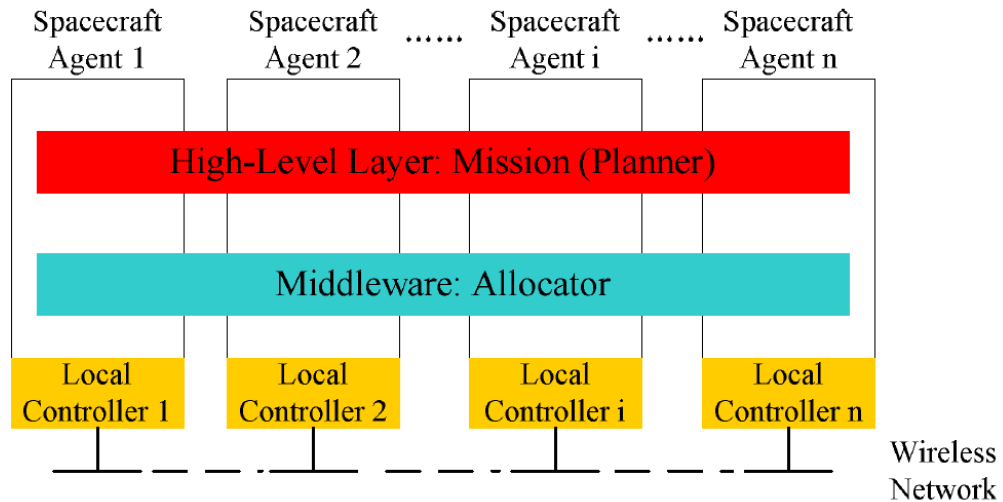 Spacecraft
Agent 1
Spacecraft
Agent 2
......
Spacecraft
Agent i
......
Spacecraft
Agent n
High-Level Layer: Mission (Planner)
Middleware: Allocator
Local
Controller 1
Local
Controller 2
Local
Controller i
Local
Controller n
Wireless
Network